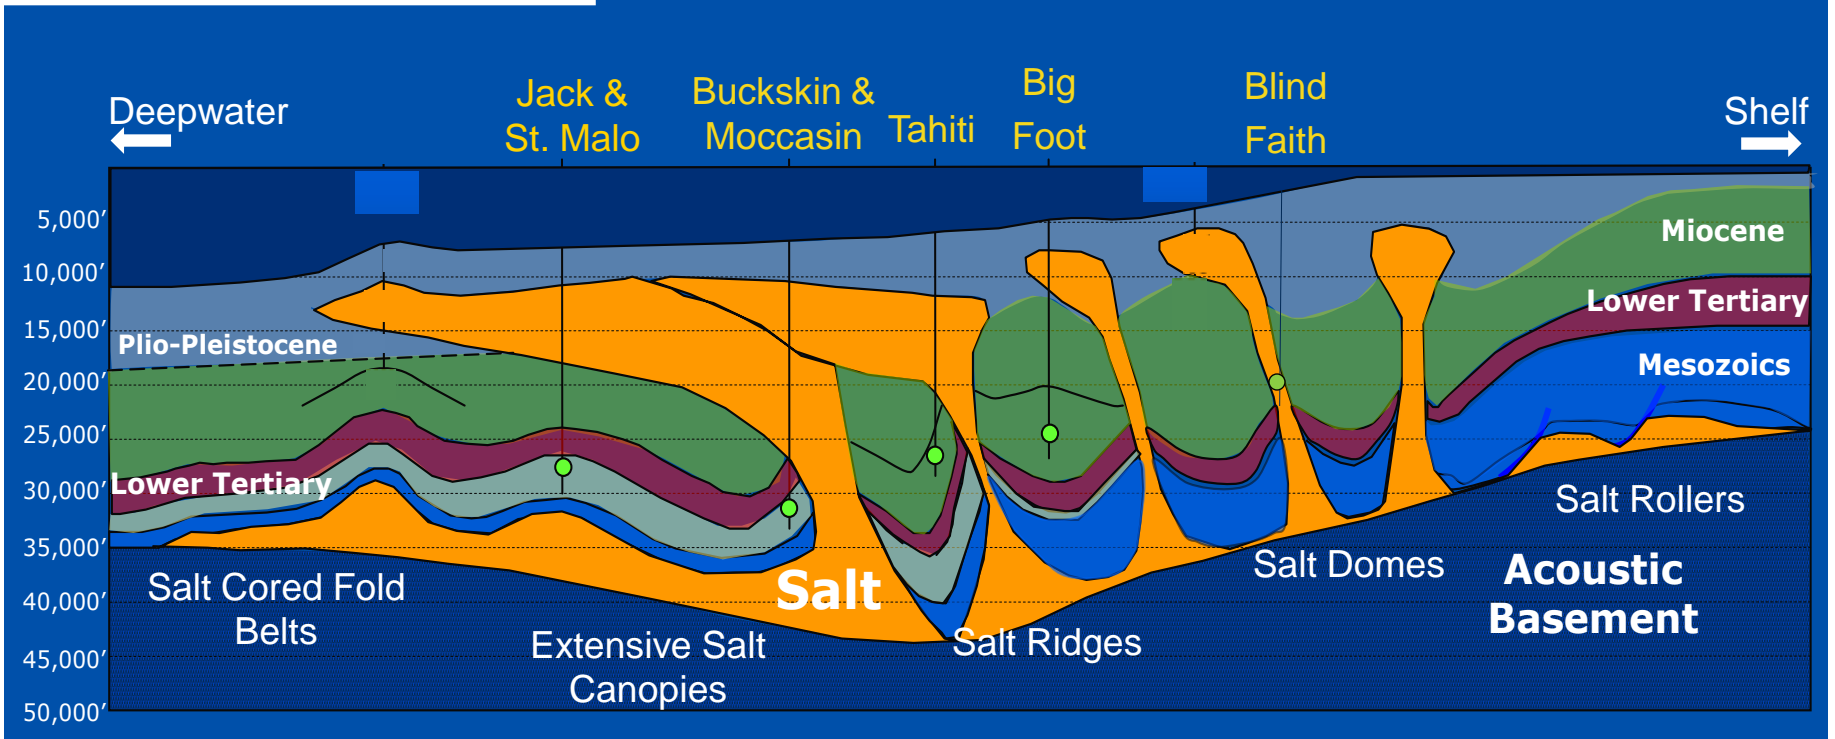 Deepwater
Jack &
St. Malo
Buckskin &
Moccasin
Tahiti
Big
Foot
Blind
Faith
Shelf
5,000’
10,000’
15,000’
20,000’
25,000’
30,000’
35,000’
40,000’
45,000’
50,000’
Plio-Pleistocene
Lower Tertiary
Miocene
Lower Tertiary
Mesozoics
Salt Cored Fold
Belts
Extensive Salt
Canopies
Salt
Salt Ridges
Salt Domes
Salt Rollers
Acoustic
Basement